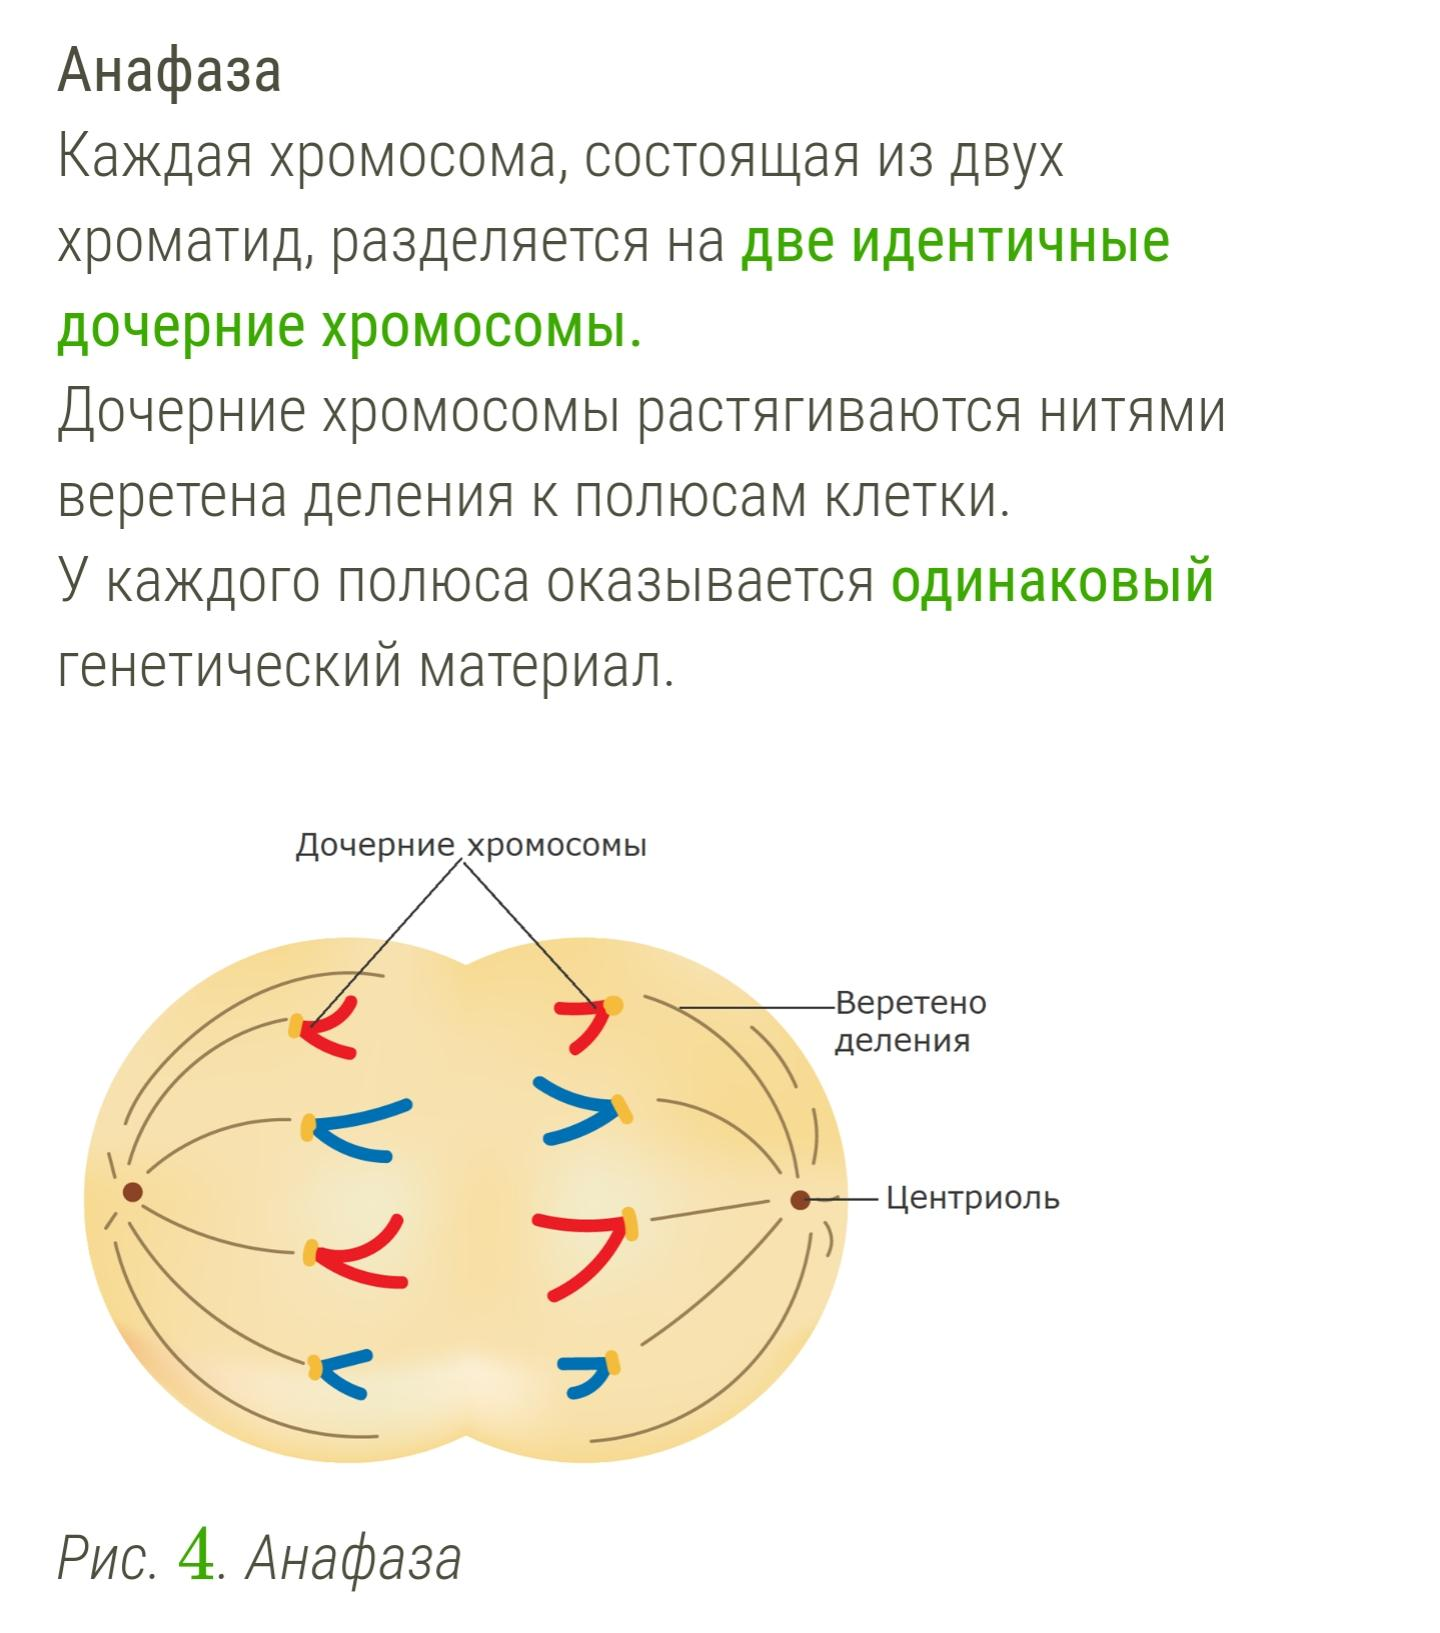 Анафаза
Каждая хромосома, состоящая из двух
хроматид, разделяется на две идентичные
дочерние хромосомы.
Дочерние хромосомы растягиваются нитями
веретена деления к полюсам клетки.
У каждого полюса оказывается одинаковый
генетический материал.
Дочерние хромосомы
Веретено
деления
Центриоль
Рис. 4. Анафаза